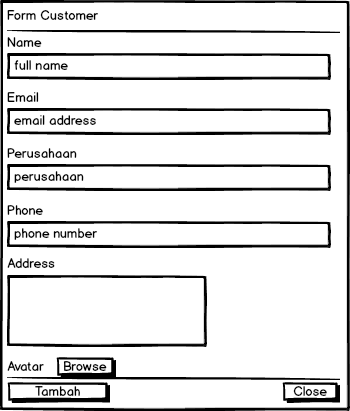 Form Customer
Name
full name
Email
email address
Perusahaan
perusahaan
Phone
phone number
Address
Avatar Browse
Tambah Close